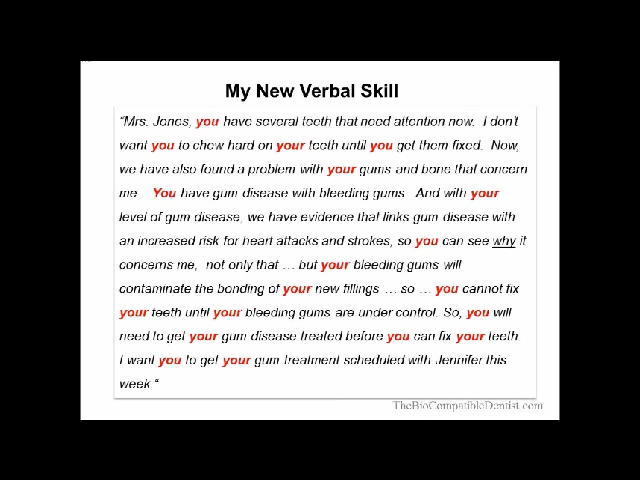 My New Verbal Skill
“Mrs. Jones, you have several teeth that need attention now. I don't
want you to chew hard on your teeth until you get them fixed. Now,
we have also found a problem with your gums and bone that concern
me. You have gum disease with bleeding gums. And with your
level of gum disease, we have evidence that links gum disease with
an increased risk for heart attacks and strokes, so you can see why it
concerns me, not only that … but your bleeding gums will
contaminate the bonding of your new fillings … so … you cannot fix
your teeth until your bleeding gums are under control. So, you will
need to get your gum disease treated before you can fix your teeth.
I want you to get your gum treatment scheduled with Jennifer this
week.“
TheBioCompatibleDentist.com